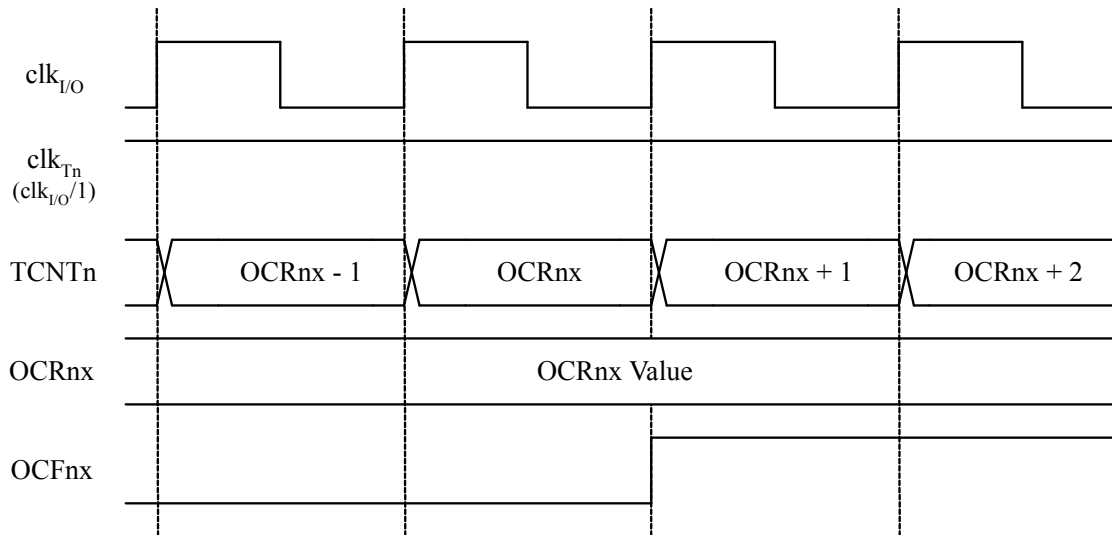 clkI/O
clkTn
(clkI/O/1)
TCNTn OCRnx - 1 OCRnx OCRnx + 1 OCRnx + 2
OCRnx OCRnx Value
OCFnx